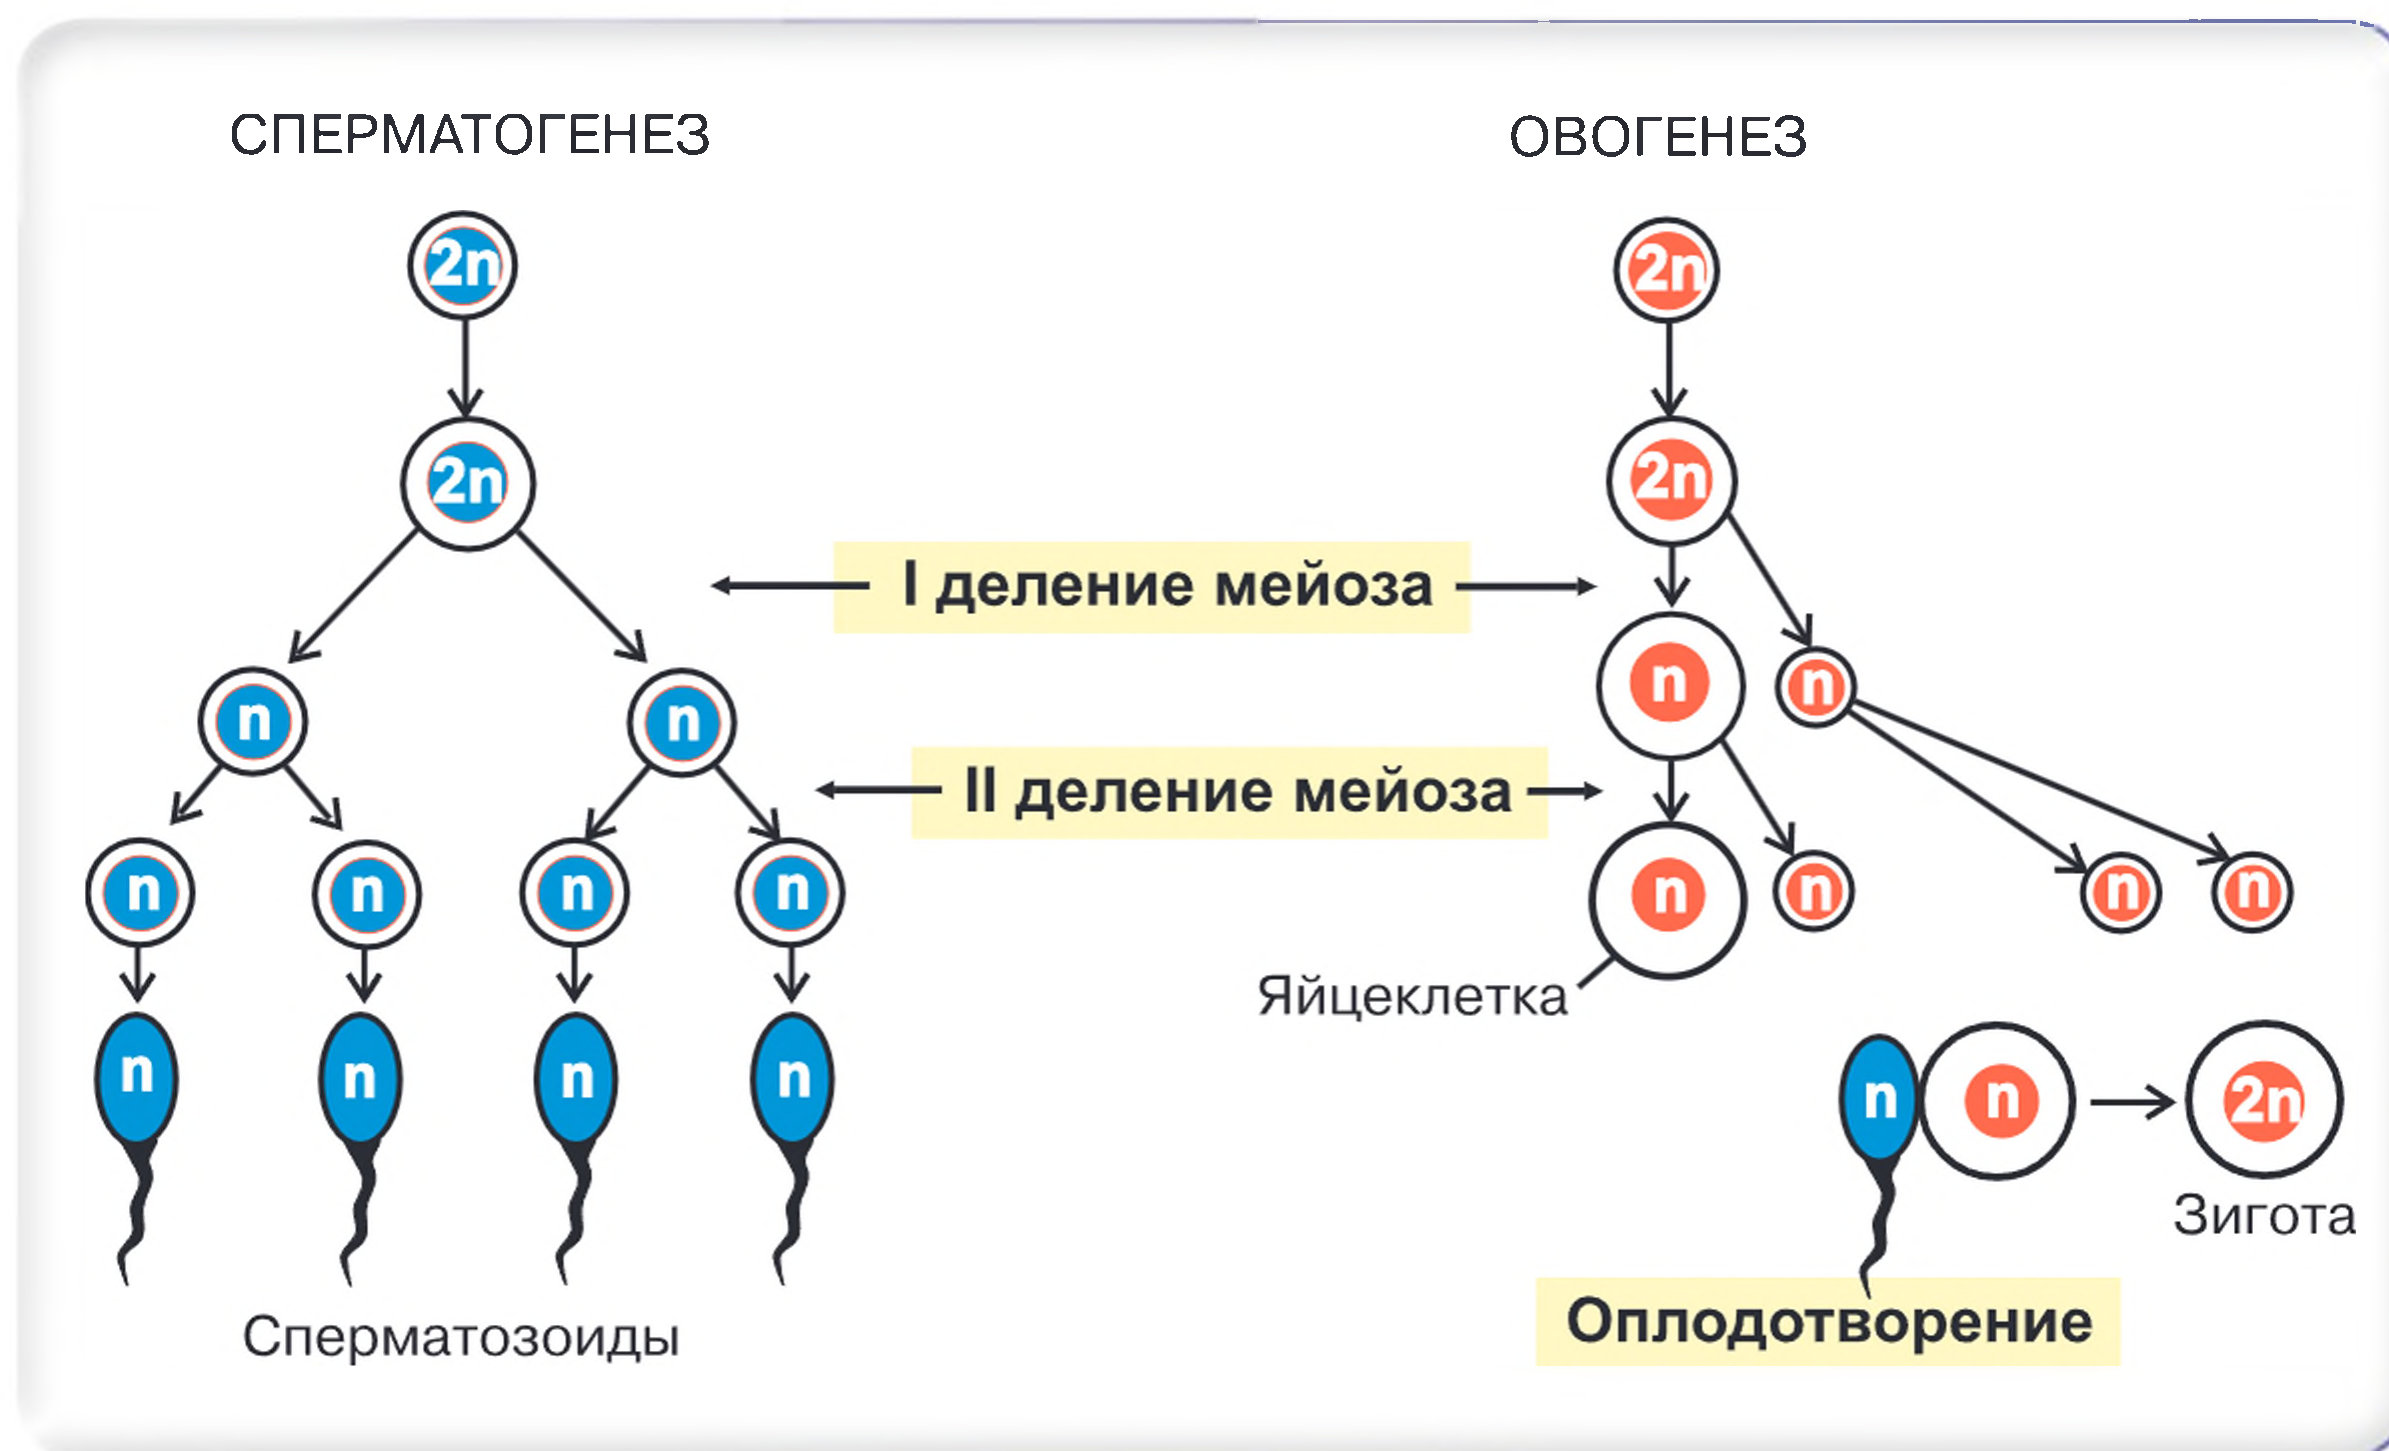 СПЕРМАТОГЕНЕЗ
ОВОГЕНЕЗ
2n
2n
2n
2n
I деление мейоза
n
n
n
n
II деление мейоза
n
n
n
n
n
n
n
n
Яйцеклетка
n
n
n
n
n
n
2n
Зигота
Сперматозоиды
Оплодотворение